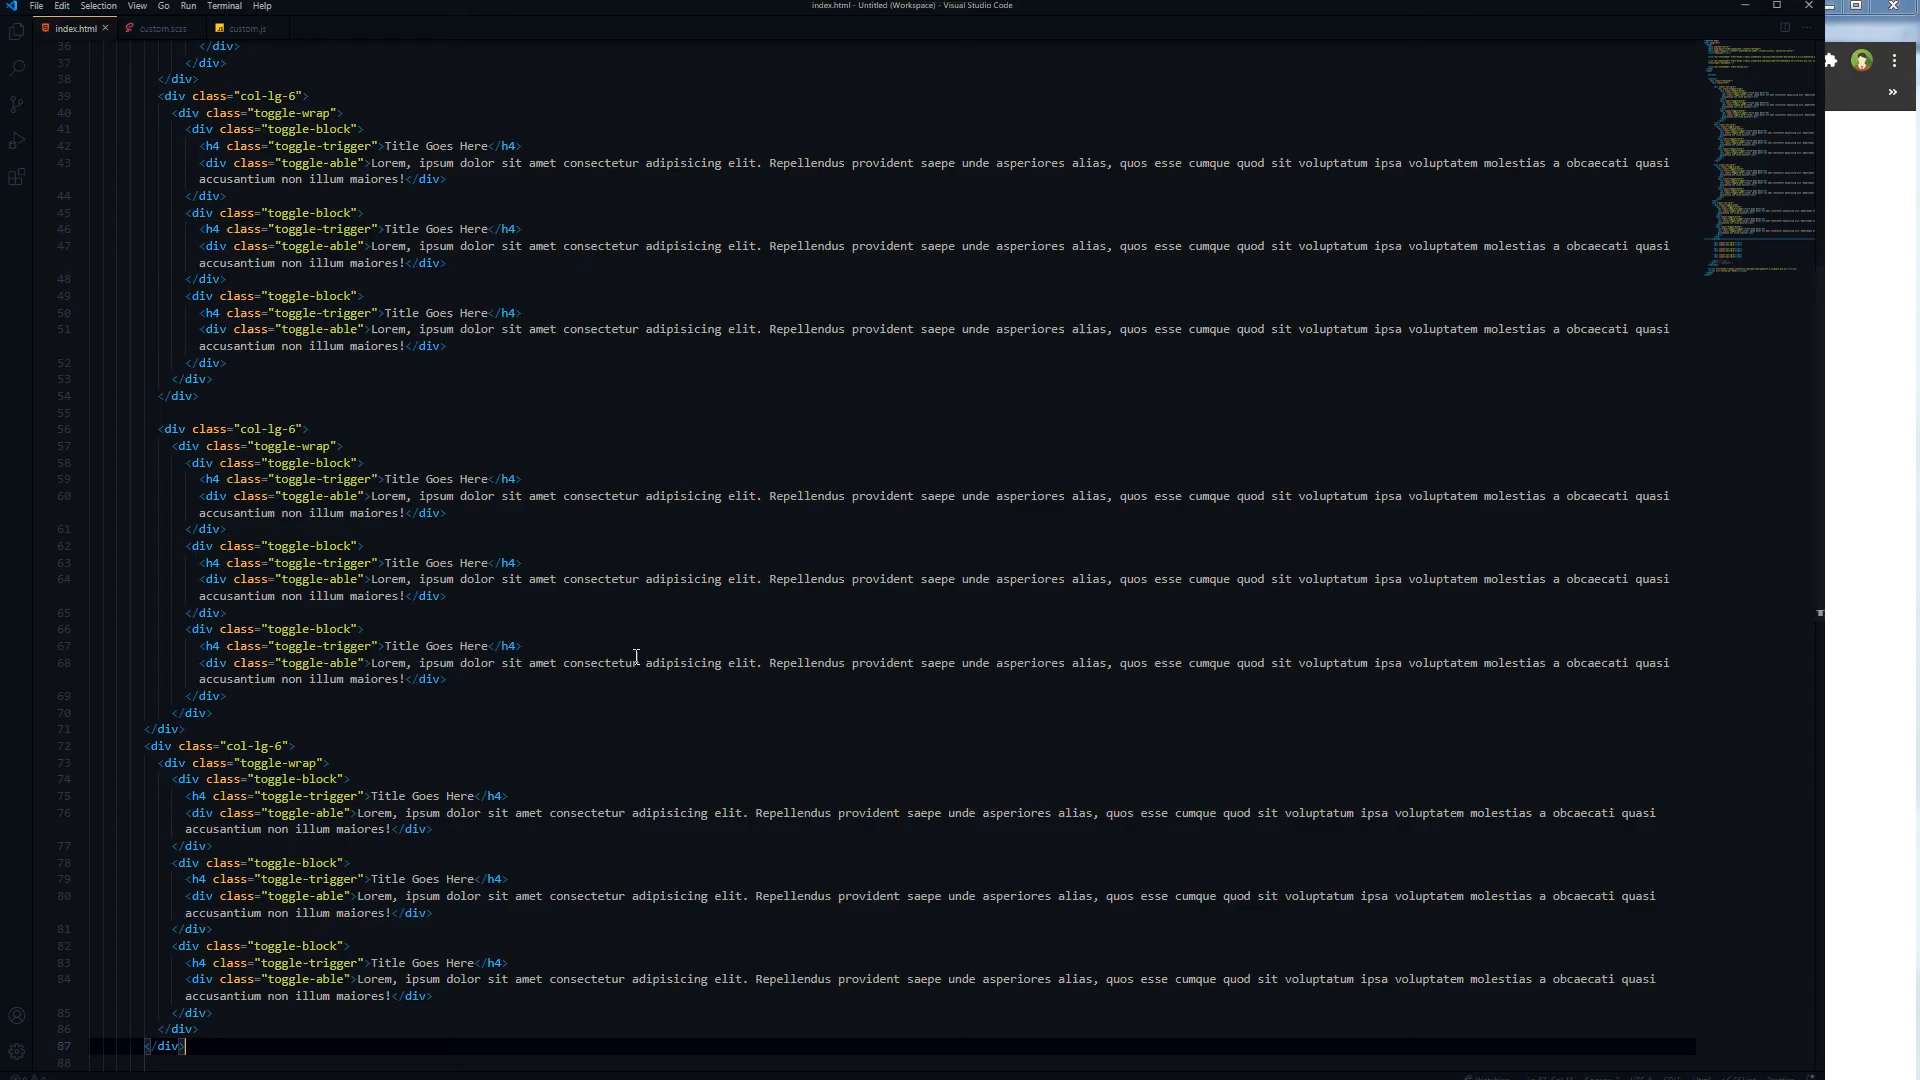 File Edit Selection View Go Run Terminal Help index.html - Untitled (Workspace) - Visual Studio Code
index.html custom.scss custom.js
36 </div>
37 </div>
38 </div>
39 <div class="col-lg-6">
40 <div class="toggle-wrap">
41 <div class="toggle-block">
42 <h4 class="toggle-trigger">Title Goes Here</h4>
43 <div class="toggle-able">Lorem, ipsum dolor sit amet consectetur adipisicing elit. Repellendus provident saepe unde asperiores alias, quos esse cumque quod sit voluptatum ipsa voluptatem molestias a obcaecati quasi
accusantium non illum maiores!</div>
44 </div>
45 <div class="toggle-block">
46 <h4 class="toggle-trigger">Title Goes Here</h4>
47 <div class="toggle-able">Lorem, ipsum dolor sit amet consectetur adipisicing elit. Repellendus provident saepe unde asperiores alias, quos esse cumque quod sit voluptatum ipsa voluptatem molestias a obcaecati quasi
accusantium non illum maiores!</div>
48 </div>
49 <div class="toggle-block">
50 <h4 class="toggle-trigger">Title Goes Here</h4>
51 <div class="toggle-able">Lorem, ipsum dolor sit amet consectetur adipisicing elit. Repellendus provident saepe unde asperiores alias, quos esse cumque quod sit voluptatum ipsa voluptatem molestias a obcaecati quasi
accusantium non illum maiores!</div>
52 </div>
53 </div>
54 </div>
55
56 <div class="col-lg-6">
57 <div class="toggle-wrap">
58 <div class="toggle-block">
59 <h4 class="toggle-trigger">Title Goes Here</h4>
60 <div class="toggle-able">Lorem, ipsum dolor sit amet consectetur adipisicing elit. Repellendus provident saepe unde asperiores alias, quos esse cumque quod sit voluptatum ipsa voluptatem molestias a obcaecati quasi
accusantium non illum maiores!</div>
61 </div>
62 <div class="toggle-block">
63 <h4 class="toggle-trigger">Title Goes Here</h4>
64 <div class="toggle-able">Lorem, ipsum dolor sit amet consectetur adipisicing elit. Repellendus provident saepe unde asperiores alias, quos esse cumque quod sit voluptatum ipsa voluptatem molestias a obcaecati quasi
accusantium non illum maiores!</div>
65 </div>
66 <div class="toggle-block">
67 <h4 class="toggle-trigger">Title Goes Here</h4>
68 <div class="toggle-able">Lorem, ipsum dolor sit amet consectetur adipisicing elit. Repellendus provident saepe unde asperiores alias, quos esse cumque quod sit voluptatum ipsa voluptatem molestias a obcaecati quasi
accusantium non illum maiores!</div>
69 </div>
70 </div>
71 </div>
72 <div class="col-lg-6">
73 <div class="toggle-wrap">
74 <div class="toggle-block">
75 <h4 class="toggle-trigger">Title Goes Here</h4>
76 <div class="toggle-able">Lorem, ipsum dolor sit amet consectetur adipisicing elit. Repellendus provident saepe unde asperiores alias, quos esse cumque quod sit voluptatum ipsa voluptatem molestias a obcaecati quasi
accusantium non illum maiores!</div>
77 </div>
78 <div class="toggle-block">
79 <h4 class="toggle-trigger">Title Goes Here</h4>
80 <div class="toggle-able">Lorem, ipsum dolor sit amet consectetur adipisicing elit. Repellendus provident saepe unde asperiores alias, quos esse cumque quod sit voluptatum ipsa voluptatem molestias a obcaecati quasi
accusantium non illum maiores!</div>
81 </div>
82 <div class="toggle-block">
83 <h4 class="toggle-trigger">Title Goes Here</h4>
84 <div class="toggle-able">Lorem, ipsum dolor sit amet consectetur adipisicing elit. Repellendus provident saepe unde asperiores alias, quos esse cumque quod sit voluptatum ipsa voluptatem molestias a obcaecati quasi
accusantium non illum maiores!</div>
85 </div>
86 </div>
87 </div>
88